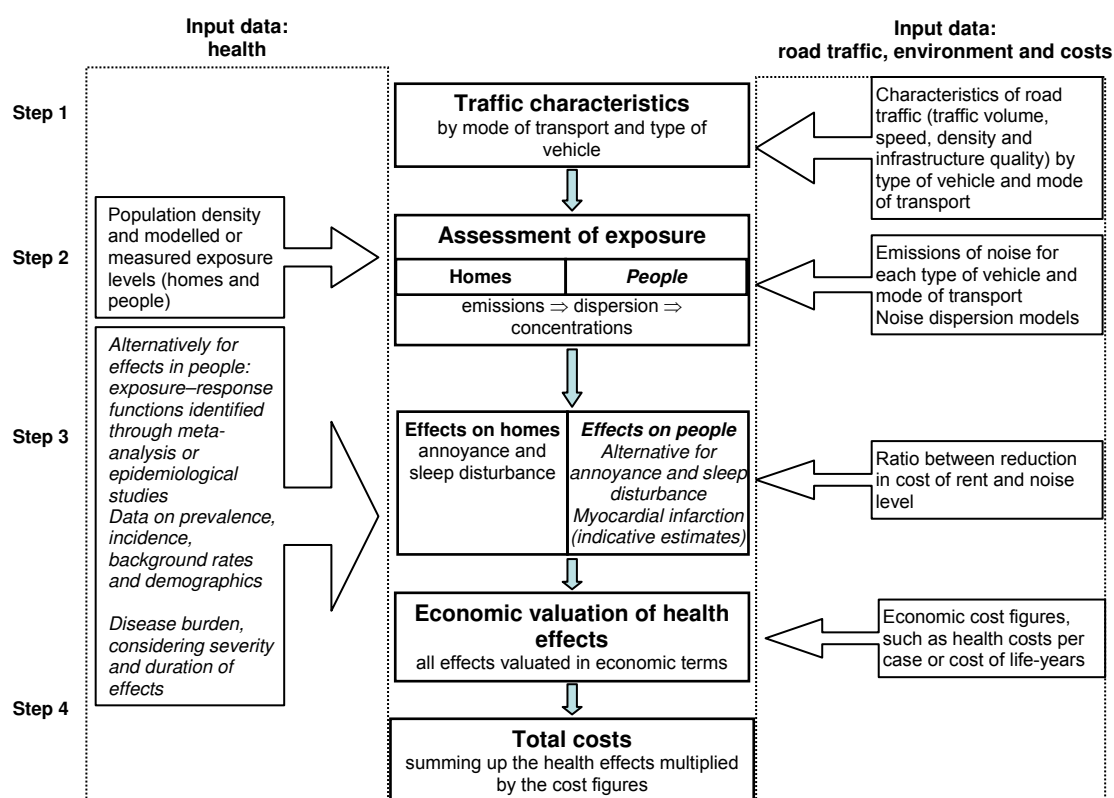 Input data:
health
Input data:
road traffic, environment and costs
Step 1
Traffic characteristics
by mode of transport and type of
vehicle
Characteristics of road
traffic (traffic volume,
speed, density and
infrastructure quality) by
type of vehicle and mode
of transport
Step 2
Population density
and modelled or
measured exposure
levels (homes and
people)
Assessment of exposure
Homes
People
emissions ⇒ dispersion ⇒
concentrations
Emissions of noise for
each type of vehicle and
mode of transport
Noise dispersion models
Step 3
Alternatively for
effects in people:
exposure–response
functions identified
through meta-
analysis or
epidemiological
studies
Data on prevalence,
incidence,
background rates
and demographics
Disease burden,
considering severity
and duration of
effects
Effects on homes
annoyance and
sleep disturbance
Effects on people
Alternative for
annoyance and sleep
disturbance
Myocardial infarction
(indicative estimates)
Ratio between reduction
in cost of rent and noise
level
Economic valuation of health
effects
all effects valued in economic terms
Economic cost figures,
such as health costs per
case or cost of life-years
Step 4
Total costs
summing up the health effects multiplied
by the cost figures